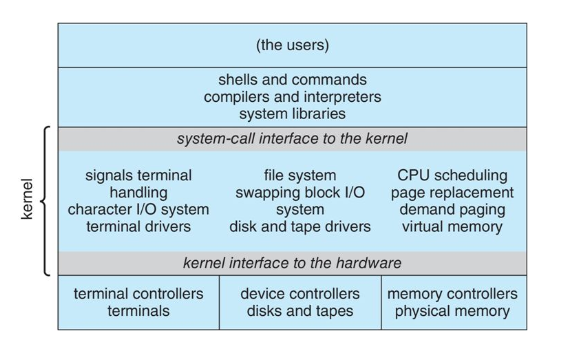 (the users)
shells and commands
compilers and interpreters
system libraries
system-call interface to the kernel
kernel
signals terminal
handling
character I/O system
terminal drivers
file system
swapping block I/O
system
disk and tape drivers
CPU scheduling
page replacement
demand paging
virtual memory
kernel interface to the hardware
terminal controllers
terminals
device controllers
disks and tapes
memory controllers
physical memory